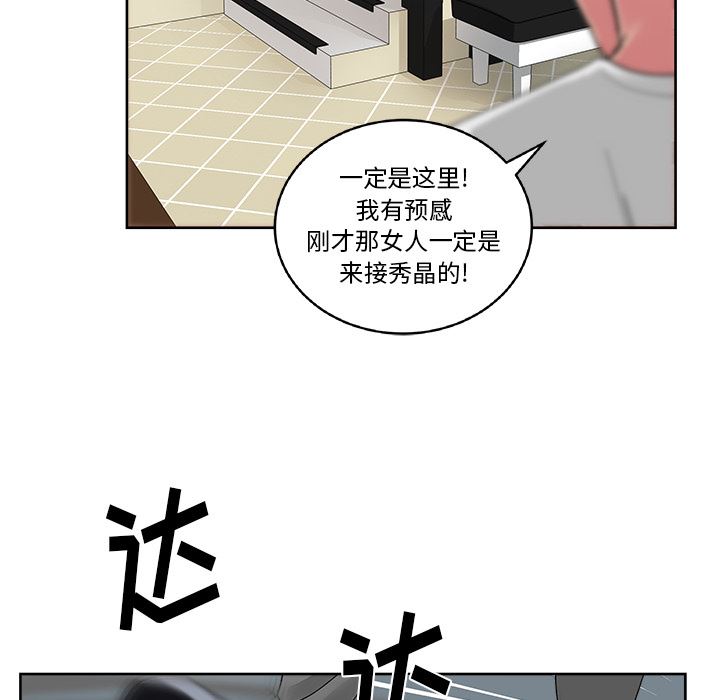 一定是这里!
我有预感
刚才那女人一定是
来接秀晶的!
达
达